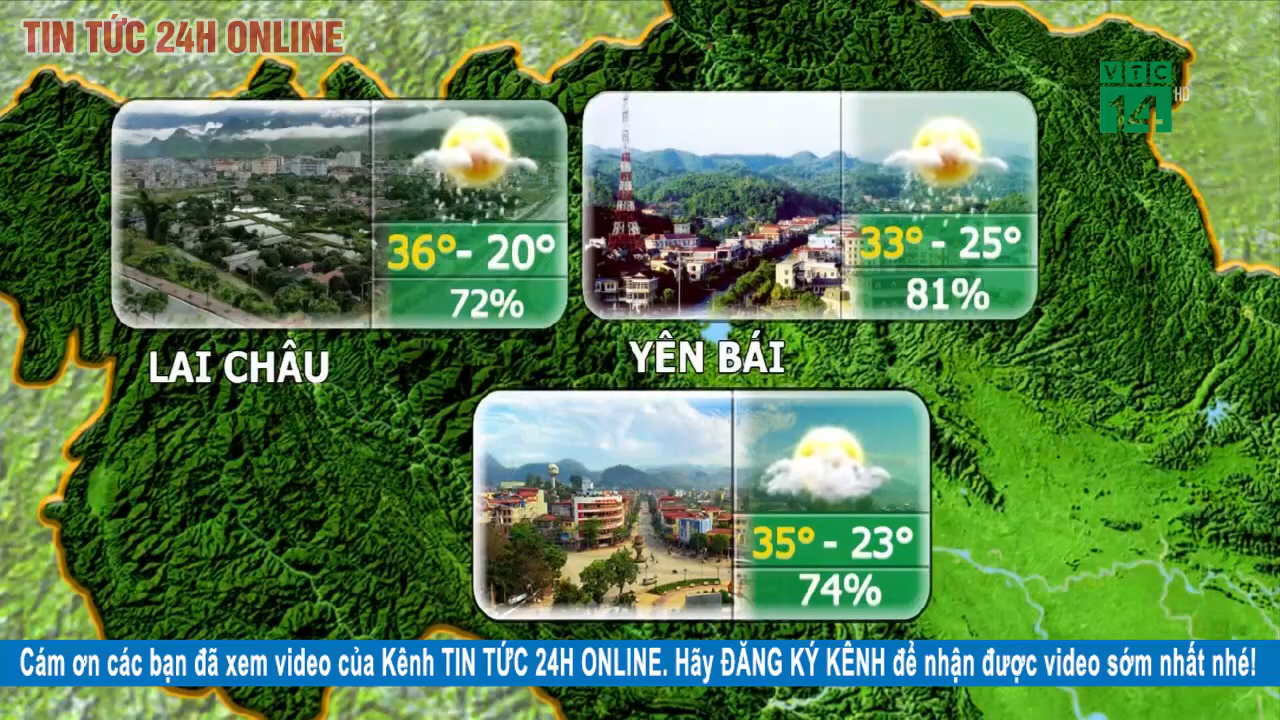 TIN TỨC 24H ONLINE
VTC
14
HD
36°- 20°
72%
33° - 25°
81%
LAI CHÂU
YÊN BÁI
35° - 23°
74%
Cám ơn các bạn đã xem video của Kênh TIN TỨC 24H ONLINE. Hãy ĐĂNG KÝ KÊNH để nhận được video sớm nhất nhé!